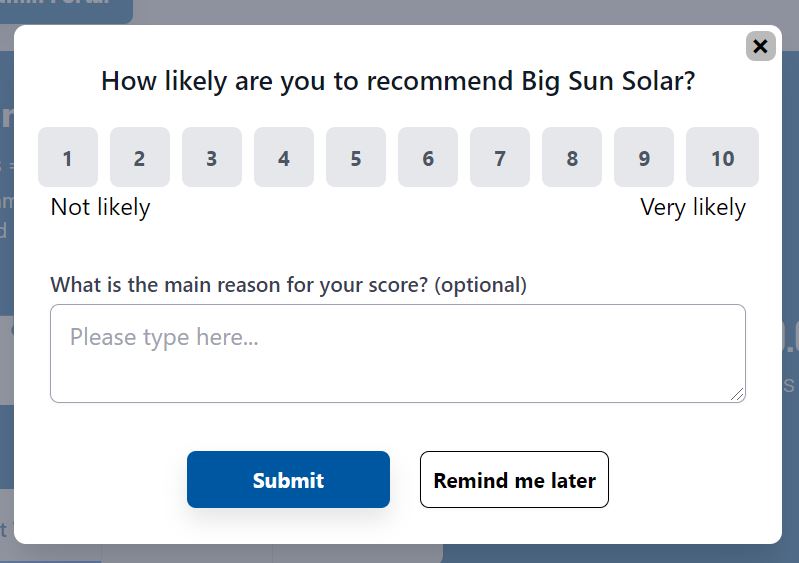 How likely are you to recommend Big Sun Solar?
1 2 3 4 5 6 7 8 9 10
Not likely Very likely
What is the main reason for your score? (optional)
Please type here...
Submit Remind me later